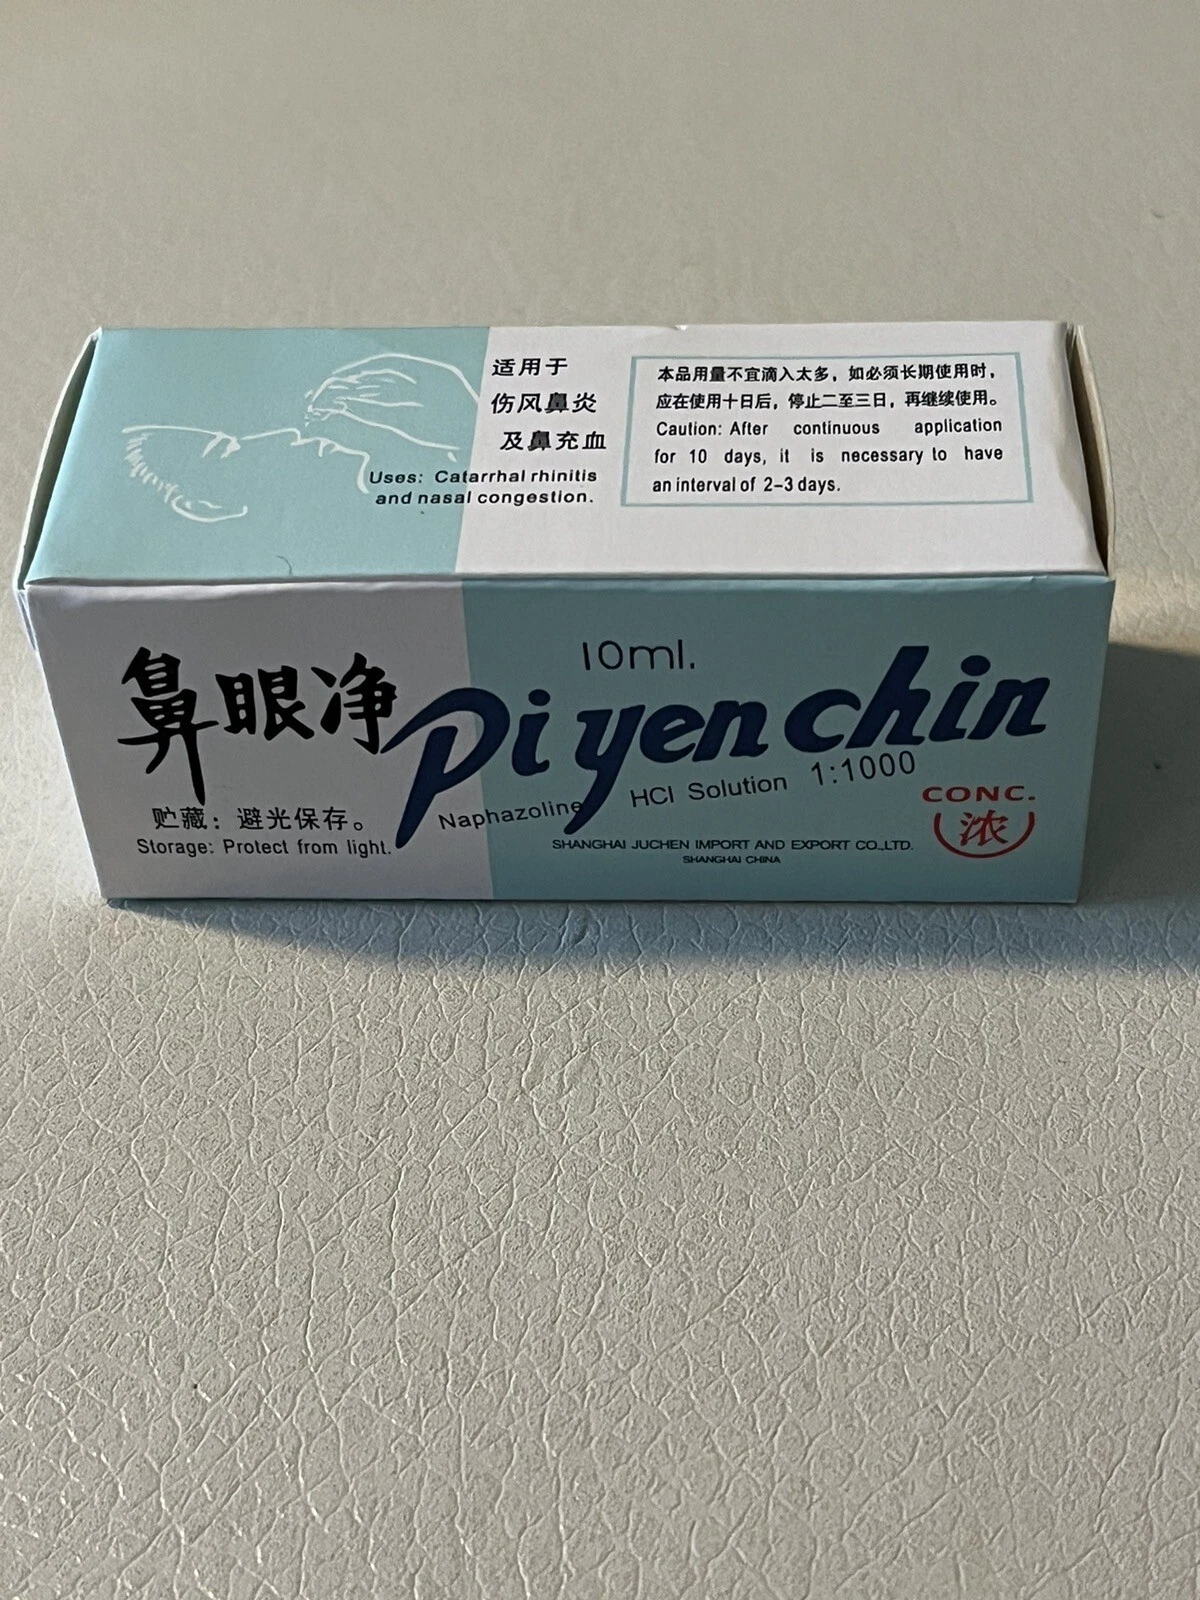 适用于
伤风鼻炎
及鼻充血
Uses: Catarrhal rhinitis
and nasal congestion.
本品用量不宜滴入太多，如必须长期使用时，
应在使用十日后，停止二至三日，再继续使用。
Caution: After continuous application
for 10 days, it is necessary to have
an interval of 2-3 days.
鼻眼净
贮藏：避光保存。
Storage: Protect from light.
10ml.
Piyenchin
Naphazoline HCl Solution 1:1000
SHANGHAI JUCHEN IMPORT AND EXPORT CO.,LTD.
SHANGHAI CHINA
CONC.
浓